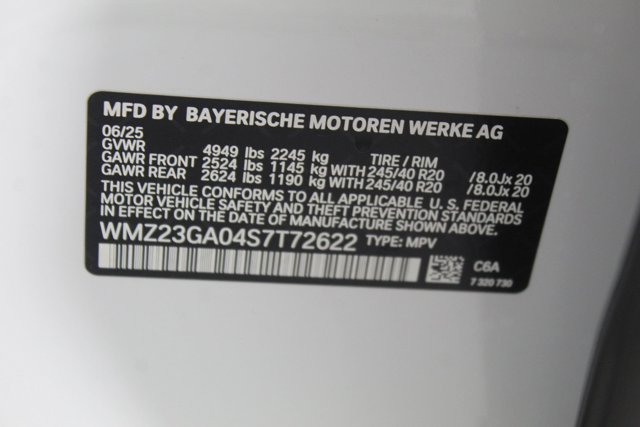 MFD BY BAYERISCHE MOTOREN WERKE AG
06/25
GVWR 4949 lbs 2245 kg TIRE / RIM
GAWR FRONT 2524 lbs 1145 kg WITH 245/40 R20 /8.0Jx 20
GAWR REAR 2624 lbs 1190 kg WITH 245/40 R20 /8.0Jx 20
THIS VEHICLE CONFORMS TO ALL APPLICABLE U. S. FEDERAL
MOTOR VEHICLE SAFETY, BUMPER, AND THEFT PREVENTION
STANDARDS IN EFFECT ON THE DATE OF MANUFACTURE SHOWN ABOVE.
WMZ23GA04S7T72622 TYPE: MPV
C6A
7 320 730